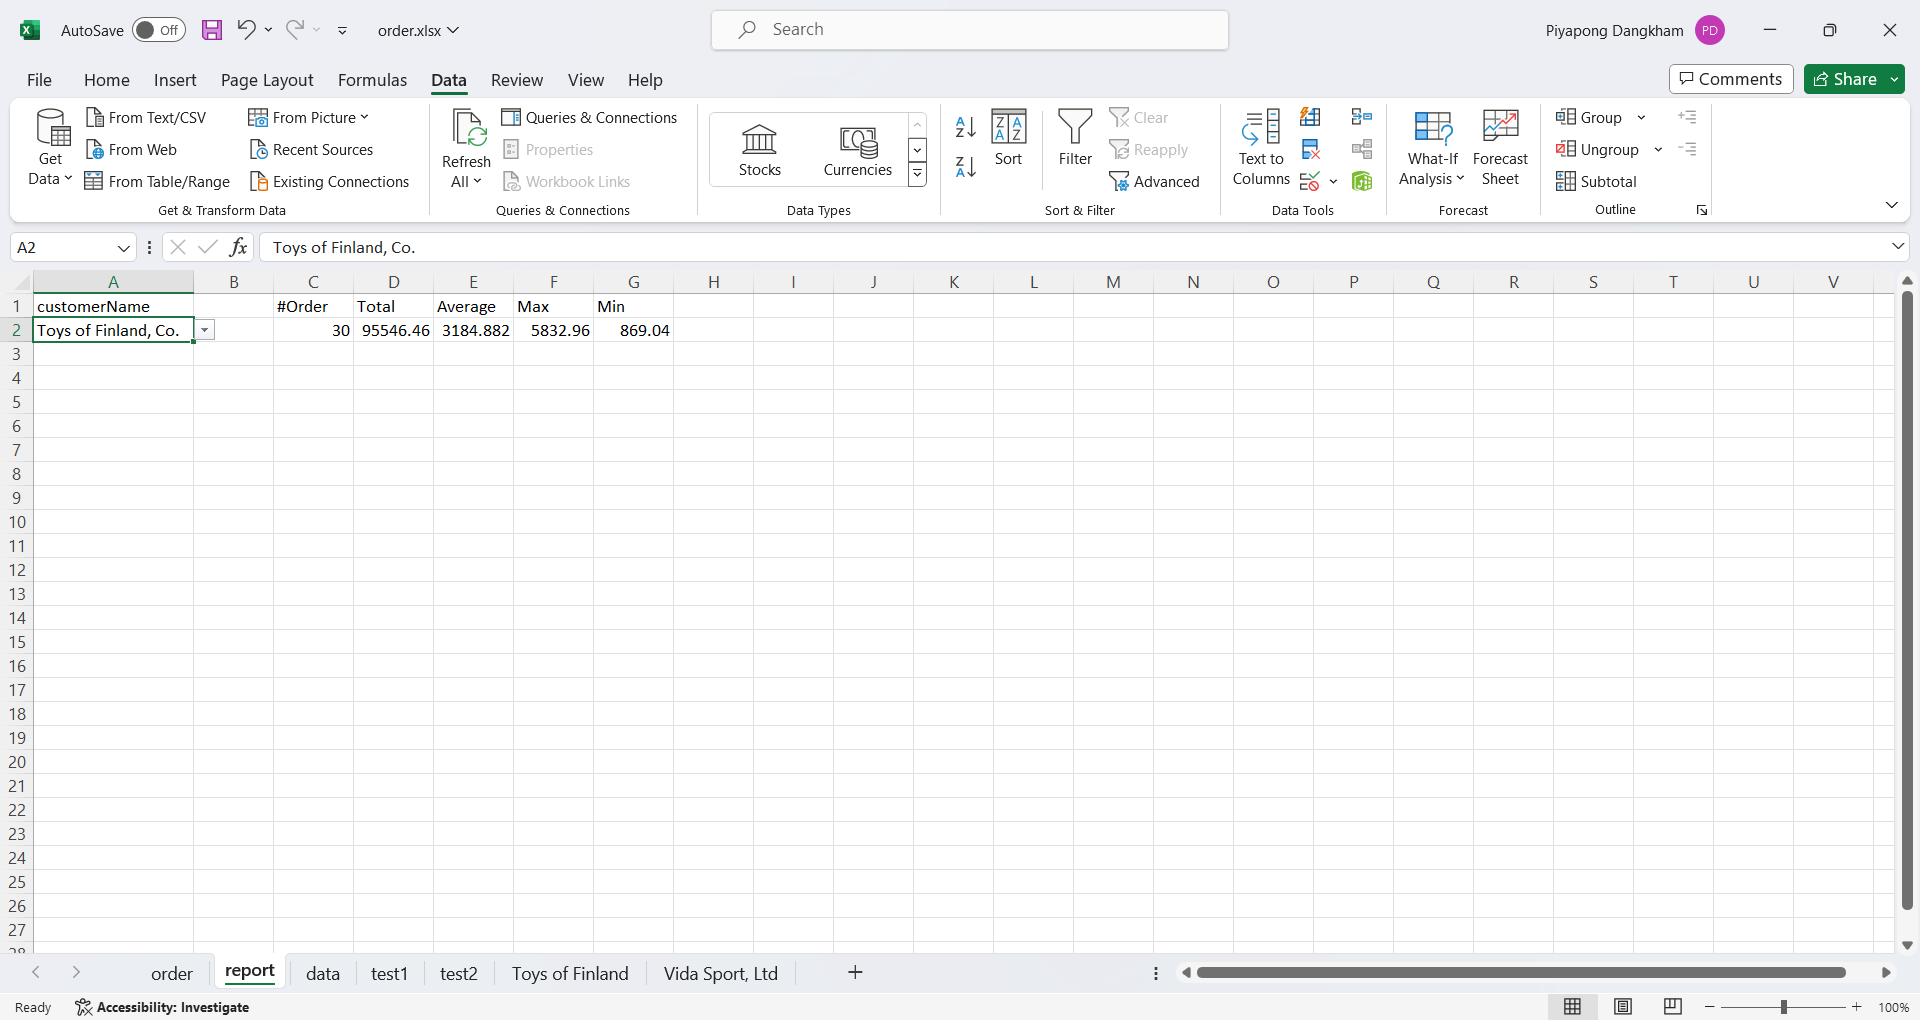 AutoSave Off order.xlsx Search Piyapong Dangkham PD
File Home Insert Page Layout Formulas Data Review View Help Comments Share
Get Data
From Text/CSV
From Web
From Table/Range
From Picture
Recent Sources
Existing Connections
Get & Transform Data
Refresh All
Queries & Connections
Properties
Workbook Links
Queries & Connections
Stocks
Currencies
Data Types
Sort
Filter
Clear
Reapply
Advanced
Sort & Filter
Text to Columns
Data Tools
What-If Analysis
Forecast Sheet
Forecast
Group
Ungroup
Subtotal
Outline
A2 fx Toys of Finland, Co.
A B C D E F G H I J K L M N O P Q R S T U V
1 customerName #Order Total Average Max Min
2 Toys of Finland, Co. 30 95546.46 3184.882 5832.96 869.04
3
4
5
6
7
8
9
10
11
12
13
14
15
16
17
18
19
20
21
22
23
24
25
26
27
28
order report data test1 test2 Toys of Finland Vida Sport, Ltd
Ready Accessibility: Investigate 100%